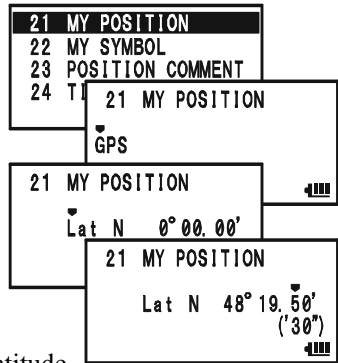 21 MY POSITION
22 MY SYMBOL
23 POSITION COMMENT
24 TI
21 MY POSITION
GPS
21 MY POSITION
Lat N 0°00.00'
21 MY POSITION
Lat N 48°19.50'
('30")